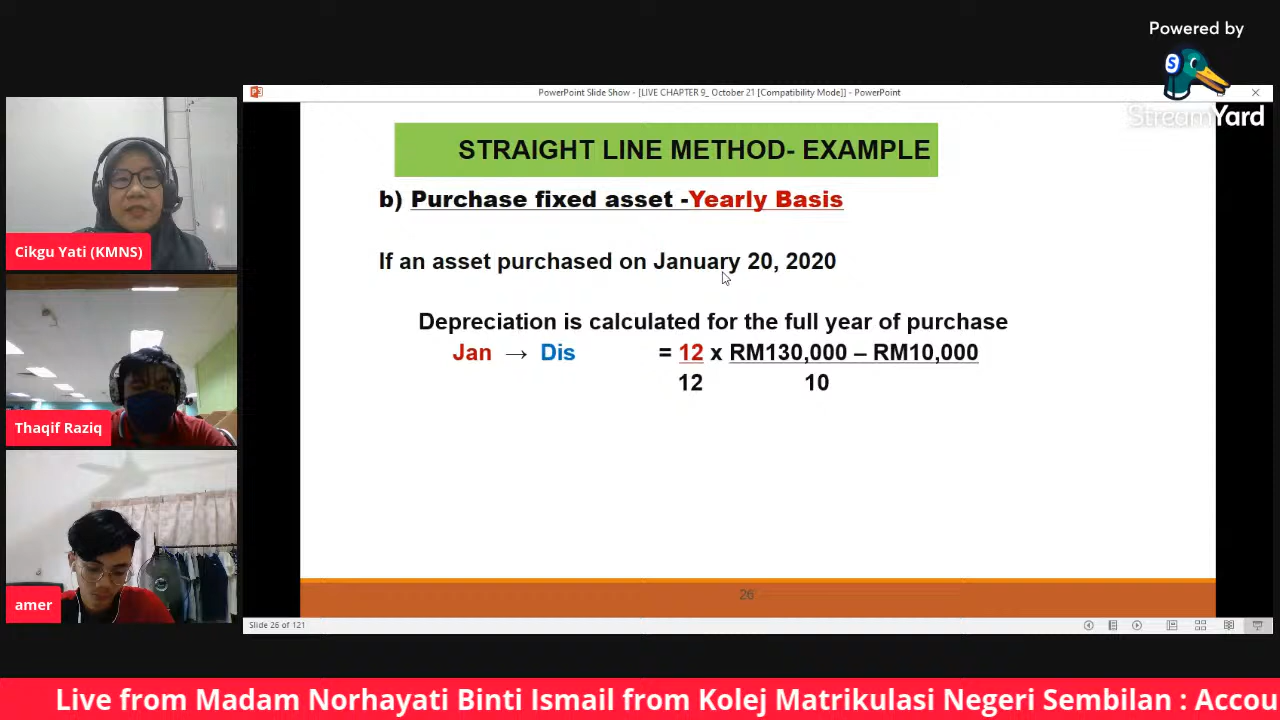 Powered by
StreamYard
PowerPoint Slide Show - [LIVE CHAPTER 9_ October 21 [Compatibility Mode]] - PowerPoint
STRAIGHT LINE METHOD- EXAMPLE
b) Purchase fixed asset -Yearly Basis
If an asset purchased on January 20, 2020
Depreciation is calculated for the full year of purchase
Jan → Dis = 12 x RM130,000 – RM10,000
12 10
26
Slide 26 of 121
Cikgu Yati (KMNS)
Thaqif Raziq
amer
Live from Madam Norhayati Binti Ismail from Kolej Matrikulasi Negeri Sembilan : Accou